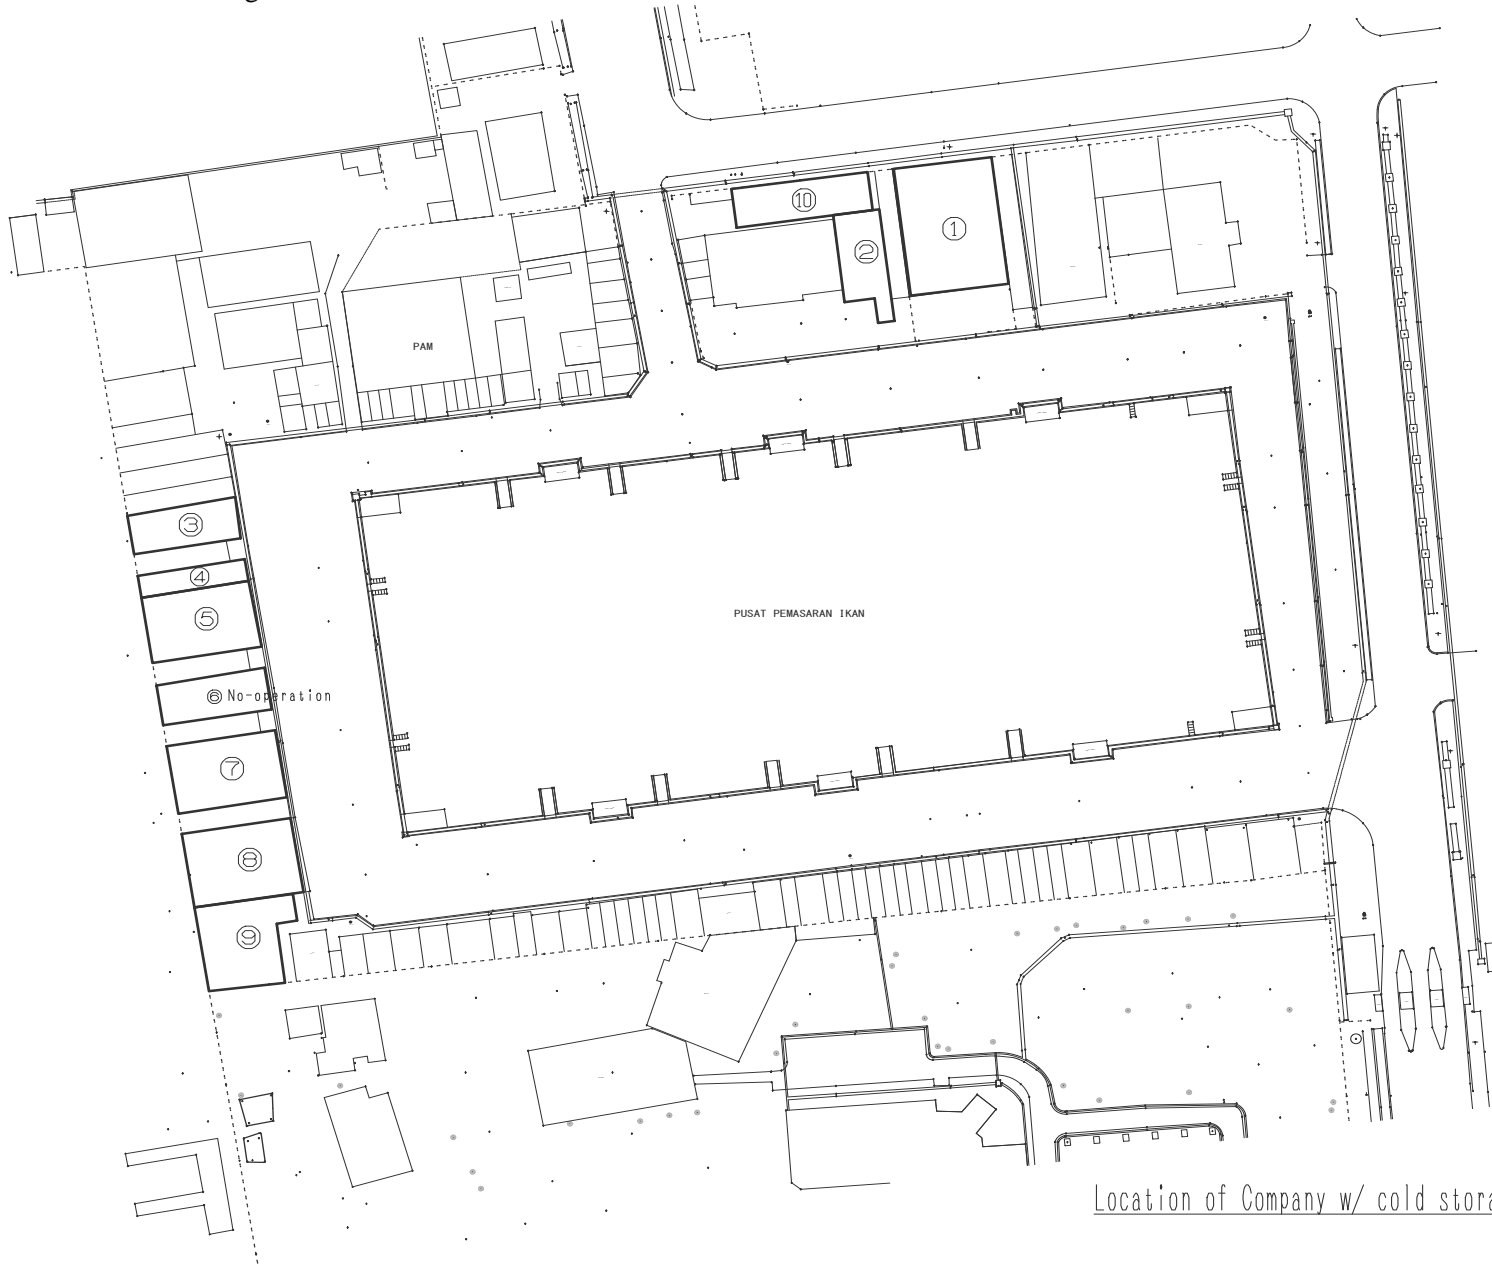 ⑩
①
②
PAM
③
④
⑤
PUSAT PEMASARAN IKAN
⑥ No-operation
⑦
⑧
⑨
Location of Company w/ cold stora